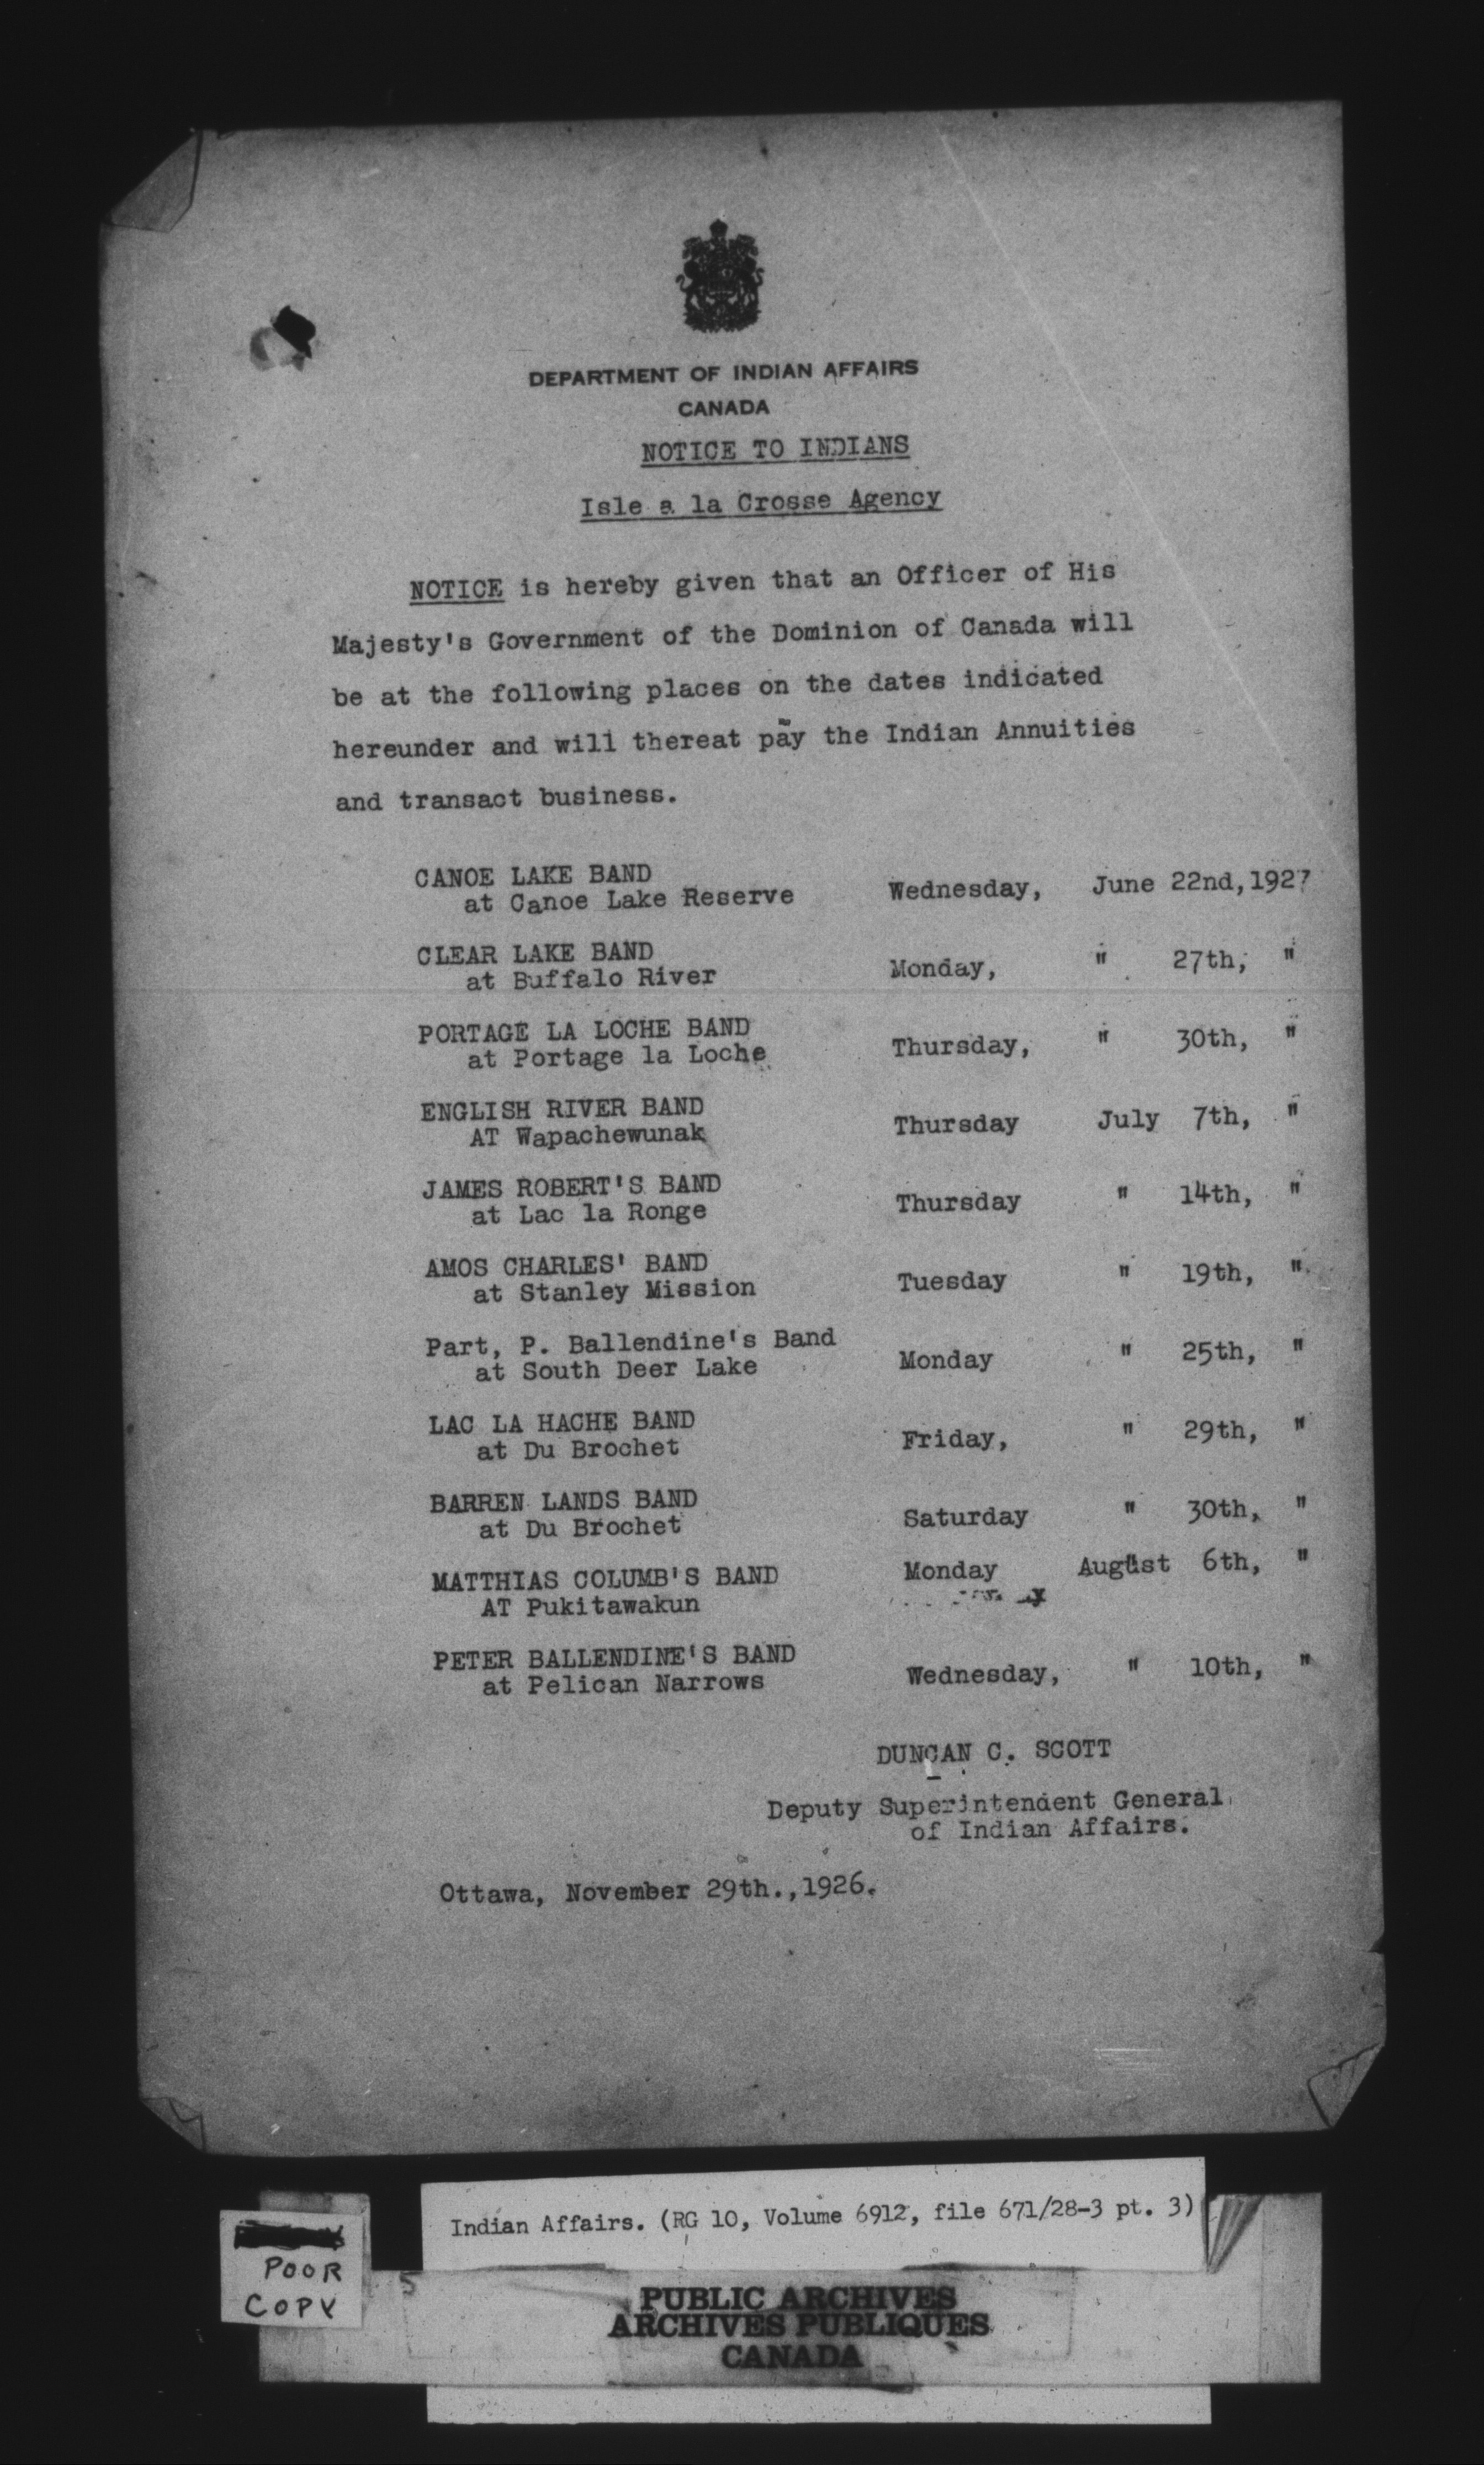 DEPARTMENT OF INDIAN AFFAIRS
CANADA
NOTICE TO INDIANS
Isle a la Crosse Agency
NOTICE is hereby given that an Officer of His
Majesty's Government of the Dominion of Canada will
be at the following places on the dates indicated
hereunder and will thereat pay the Indian Annuities
and transact business.
CANOE LAKE BAND
at Canoe Lake Reserve Wednesday, June 22nd, 1927
CLEAR LAKE BAND
at Buffalo River Monday, " 27th, "
PORTAGE LA LOCHE BAND
at Portage la Loche Thursday, " 30th, "
ENGLISH RIVER BAND
AT Wapachewunak Thursday July 7th, "
JAMES ROBERT'S BAND
at Lac la Ronge Thursday " 14th, "
AMOS CHARLES' BAND
at Stanley Mission Tuesday " 19th, "
Part, P. Ballendine's Band
at South Deer Lake Monday " 25th, "
LAC LA HACHE BAND
at Du Brochet Friday, " 29th, "
BARREN LANDS BAND
at Du Brochet Saturday " 30th, "
MATTHIAS COLUMB'S BAND Monday August 6th, "
AT Pukitawakun
PETER BALLENDINE'S BAND
at Pelican Narrows Wednesday, " 10th, "
DUNCAN C. SCOTT
Deputy Superintendent General
of Indian Affairs.
Ottawa, November 29th., 1926.
Indian Affairs. (RG 10, Volume 6912, file 671/28-3 pt. 3)
POOR
COPY
5
PUBLIC ARCHIVES
ARCHIVES PUBLIQUES
CANADA